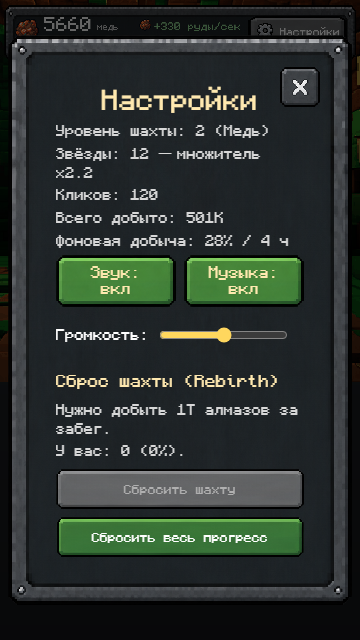 5660 медь +330 руды/сек Настройки
Настройки
Уровень шахты: 2 (Медь)
Звёзды: 12 — множитель
x2.2
Кликов: 120
Всего добыто: 501K
Фоновая добыча: 28% / 4 ч
Звук: Музыка:
вкл вкл
Громкость:
Сброс шахты (Rebirth)
Нужно добыть 1T алмазов за
забег.
У вас: 0 (0%).
Сбросить шахту
Сбросить весь прогресс